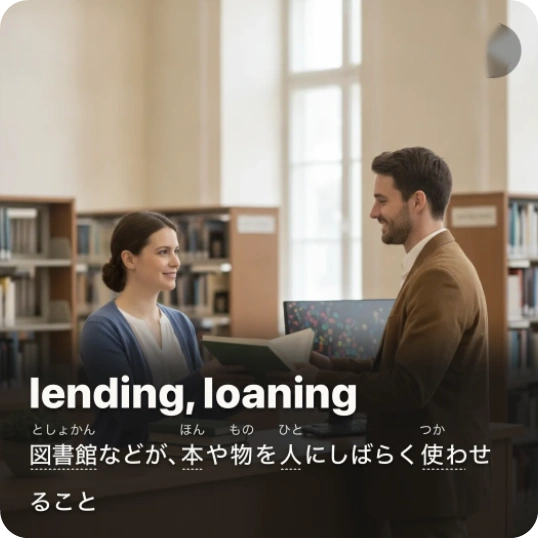 lending, loaning
としょかん ほん もの ひと つか
図書館などが、本や物を人にしばらく使わせ
ること